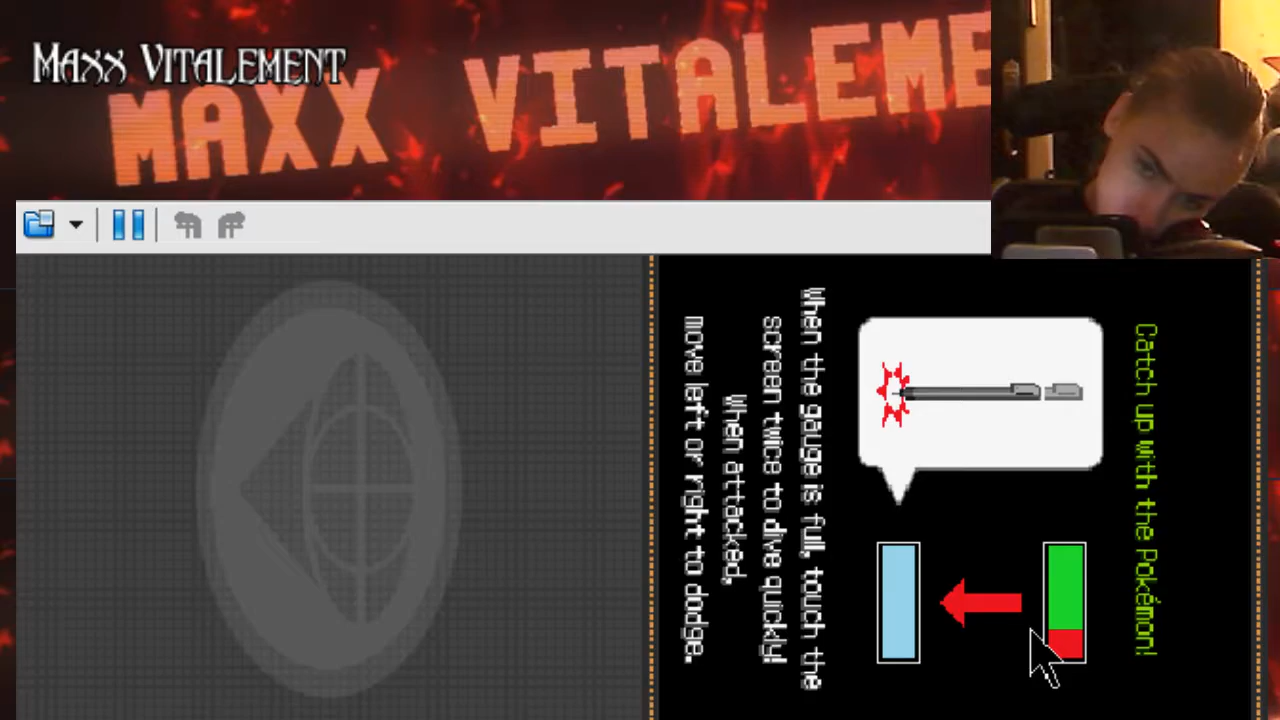 Maxx Vitalement
MAXX VITALEME
Catch up with the Pokémon!
When the gauge is full, touch the
screen twice to dive quickly!
When attacked,
move left or right to dodge.